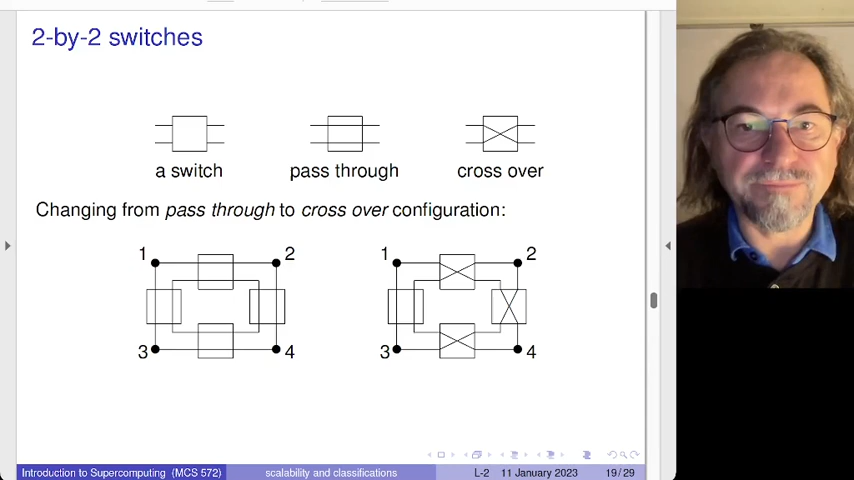 2-by-2 switches
a switch pass through cross over
Changing from pass through to cross over configuration:
1 2 1 2
3 4 3 4
Introduction to Supercomputing (MCS 572) scalability and classifications L-2 11 January 2023 19 / 29